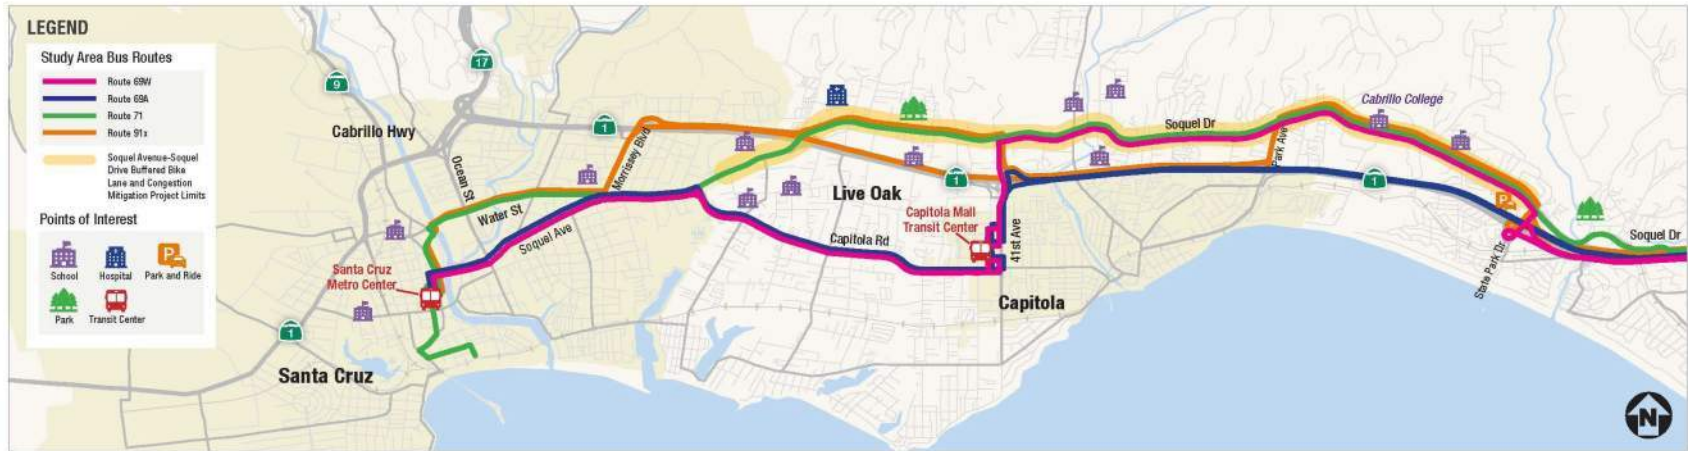 LEGEND
Study Area Bus Routes
Route 69W
Route 69A
Route 71
Route 91x
Soquel Avenue-Soquel
Drive Buffered Bike
Lane and Congestion
Mitigation Project Limits
Points of Interest
P
School
Hospital
Park and Ride
Park
Transit Center
9
17
1
Cabrillo Hwy
Ocean St
Water St
Soquel Ave
Morrissey Blvd
Santa Cruz
Metro Center
1
Santa Cruz
Live Oak
Capitola Rd
Capitola Mall
Transit Center
41st Ave
1
Capitola
Soquel Dr
Park Ave
Cabrillo College
1
P
State Park Dr
Soquel Dr
N